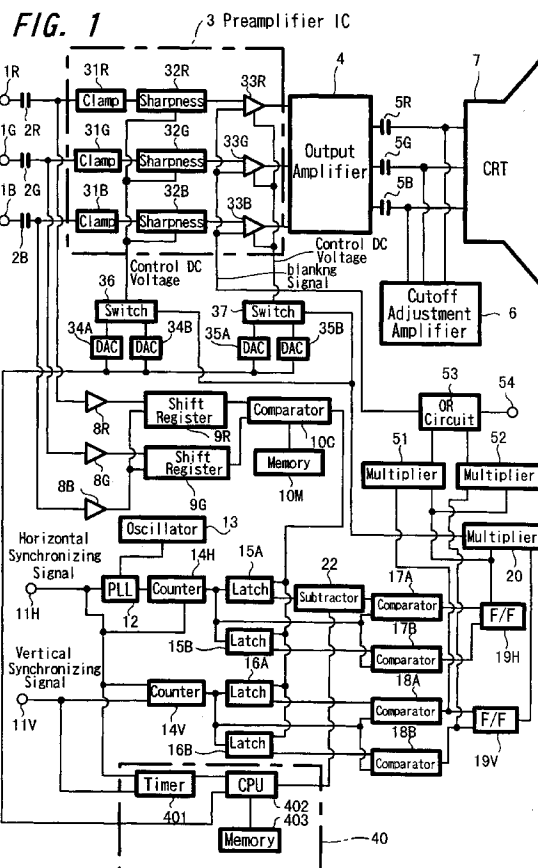 FIG. 1
3 Preamplifier IC
1R
2R
31R
Clamp
32R
Sharpness
33R
4
5R
7
1G
2G
31G
Clamp
32G
Sharpness
33G
Output
Amplifier
5G
CRT
1B
2B
31B
Clamp
32B
Sharpness
33B
5B
Control DC
Voltage
Control DC
Voltage
blankng
Signal
36
Switch
37
Switch
Cutoff
Adjustment
Amplifier
6
34A
DAC
34B
DAC
35A
DAC
35B
DAC
53
OR
Circuit
54
8R
Shift
Register
9R
Comparator
10C
51
Multiplier
52
Multiplier
8G
Shift
Register
9G
Memory
10M
8B
Oscillator
13
Multiplier
20
Horizontal
Synchronizing
Signal
11H
PLL
12
14H
Counter
15A
Latch
22
Subtractor
17A
Comparator
F/F
19H
15B
Latch
17B
Comparator
Vertical
Synchronizing
Signal
11V
Counter
14V
16A
Latch
18A
Comparator
F/F
19V
16B
Latch
18B
Comparator
Timer
401
CPU
402
Memory
403
40